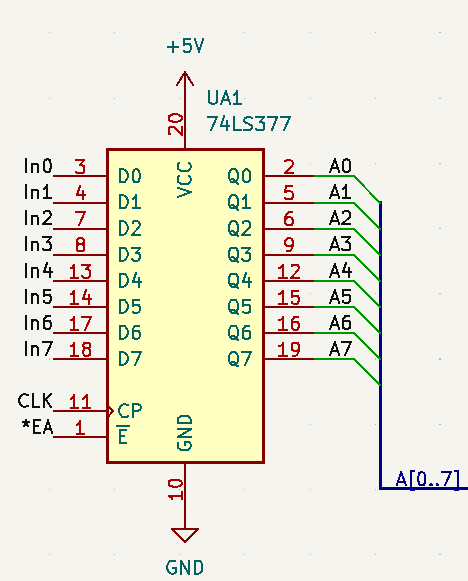 +5V
UA1
74LS377
20
VCC
In0 3 D0 Q0 2 A0
In1 4 D1 Q1 5 A1
In2 7 D2 Q2 6 A2
In3 8 D3 Q3 9 A3
In4 13 D4 Q4 12 A4
In5 14 D5 Q5 15 A5
In6 17 D6 Q6 16 A6
In7 18 D7 Q7 19 A7
CLK 11 CP
*EA 1 E
GND
A[0..7]
10
GND